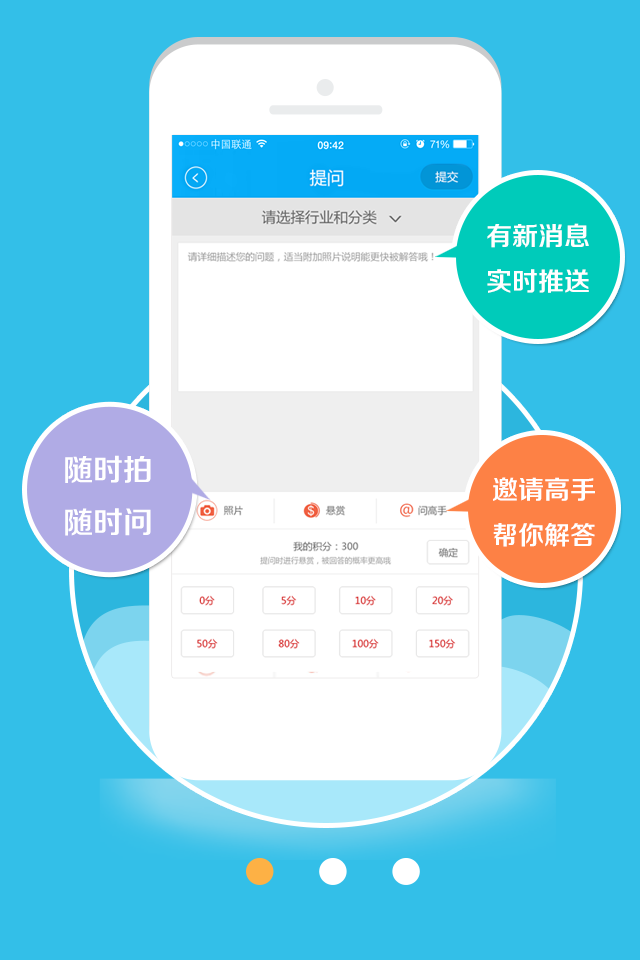 中国联通 09:42 71%
提问 提交
请选择行业和分类
请详细描述您的问题，适当附加照片说明能更快被解答哦！
有新消息
实时推送
随时拍
随时问
邀请高手
帮你解答
照片 悬赏 @问高手
我的积分：300
提问时进行悬赏，被回答的概率更高哦
确定
0分 5分 10分 20分
50分 80分 100分 150分